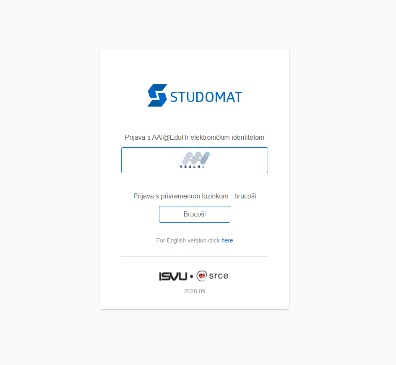 STUDOMAT
Prijava s AAI@EduHr elektroničkim identitetom
Prijava s privremenom lozinkom brucoši
Brucoši
For English version click here
ISVU • srce
2020.09.